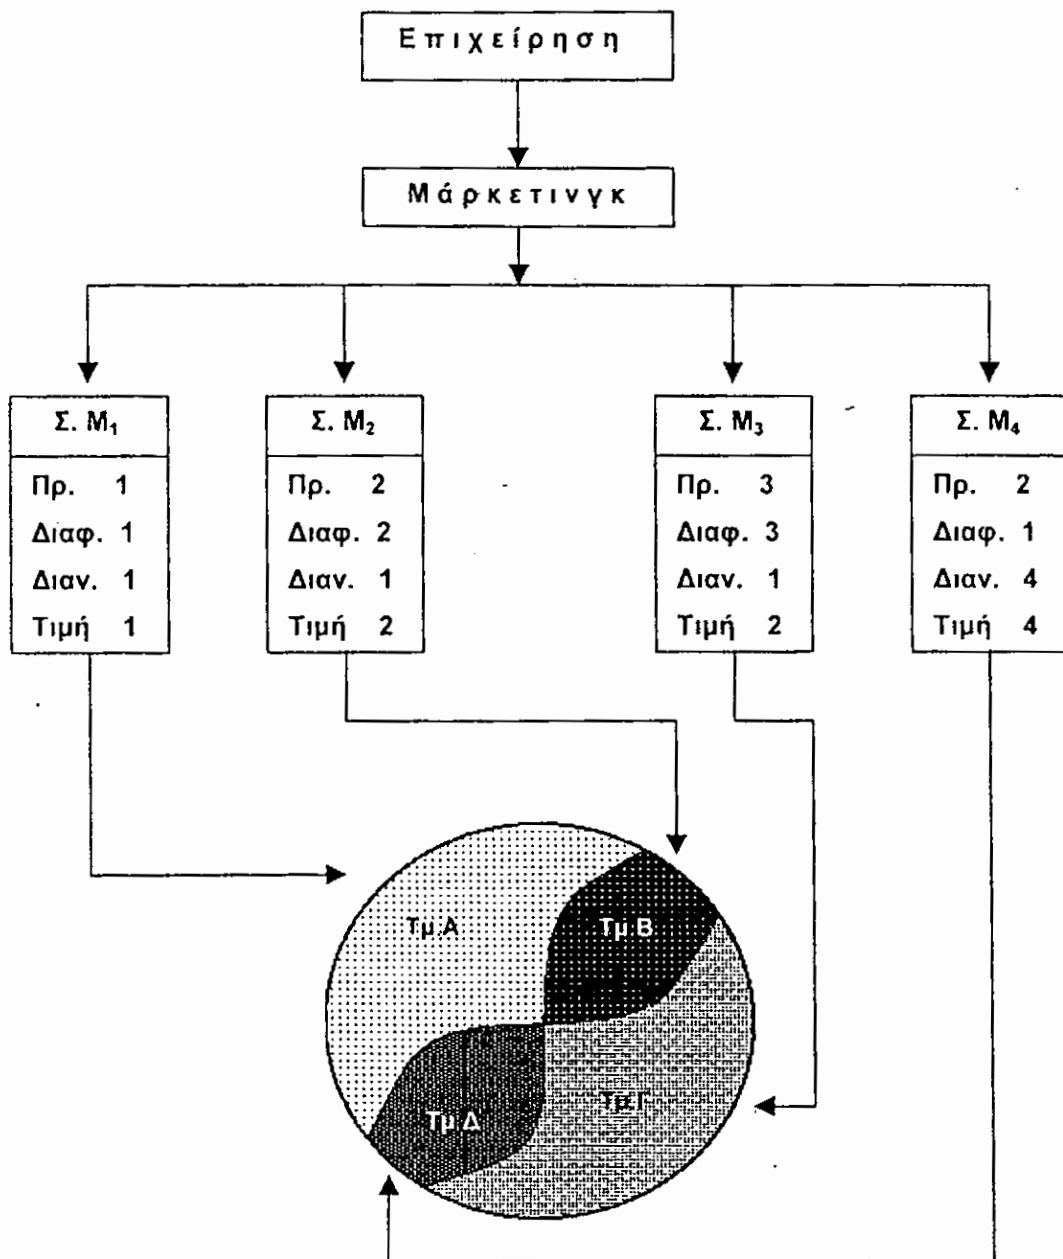 Επιχείρηση
Μάρκετινγκ
Σ. Μ₁
Πρ. 1
Διαφ. 1
Διαν. 1
Τιμή 1
Σ. Μ₂
Πρ. 2
Διαφ. 2
Διαν. 1
Τιμή 2
Σ. Μ₃
Πρ. 3
Διαφ. 3
Διαν. 1
Τιμή 2
Σ. Μ₄
Πρ. 2
Διαφ. 1
Διαν. 4
Τιμή 4
Τμ.Α
Τμ.Β
Τμ.Γ
Τμ.Δ